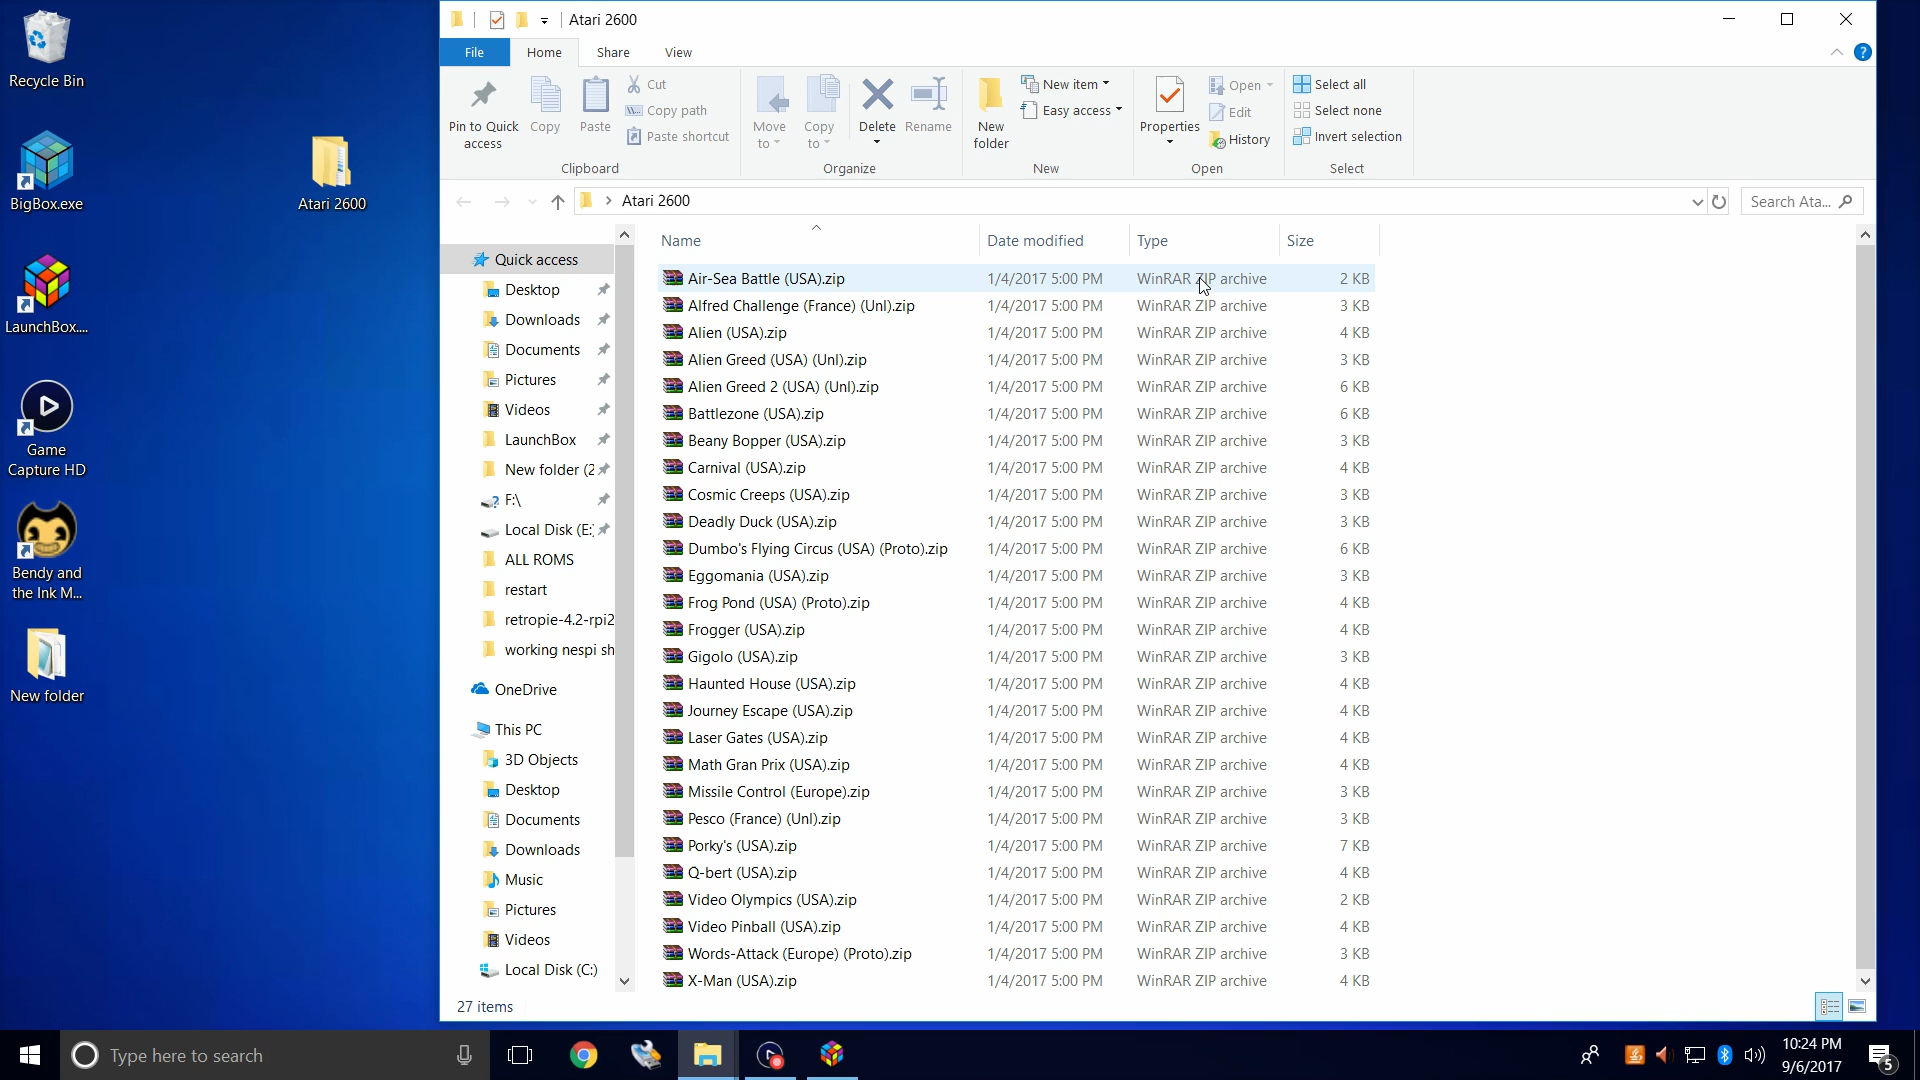 Recycle Bin
BigBox.exe
LaunchBox....
Game
Capture HD
Bendy and
the Ink M...
New folder
Atari 2600
Atari 2600
File
Home
Share
View
Pin to Quick
access
Copy
Paste
Cut
Copy path
Paste shortcut
Clipboard
Move
to
Copy
to
Delete
Rename
Organize
New
folder
New item
Easy access
New
Properties
Open
Edit
History
Open
Select all
Select none
Invert selection
Select
Atari 2600
Search Ata...
Quick access
Desktop
Downloads
Documents
Pictures
Videos
LaunchBox
New folder (2
F:\
Local Disk (E:
ALL ROMS
restart
retropie-4.2-rpi2
working nespi sh
OneDrive
This PC
3D Objects
Desktop
Documents
Downloads
Music
Pictures
Videos
Local Disk (C:)
Name Date modified Type Size
Air-Sea Battle (USA).zip 1/4/2017 5:00 PM WinRAR ZIP archive 2 KB
Alfred Challenge (France) (Unl).zip 1/4/2017 5:00 PM WinRAR ZIP archive 3 KB
Alien (USA).zip 1/4/2017 5:00 PM WinRAR ZIP archive 4 KB
Alien Greed (USA) (Unl).zip 1/4/2017 5:00 PM WinRAR ZIP archive 3 KB
Alien Greed 2 (USA) (Unl).zip 1/4/2017 5:00 PM WinRAR ZIP archive 6 KB
Battlezone (USA).zip 1/4/2017 5:00 PM WinRAR ZIP archive 6 KB
Beany Bopper (USA).zip 1/4/2017 5:00 PM WinRAR ZIP archive 3 KB
Carnival (USA).zip 1/4/2017 5:00 PM WinRAR ZIP archive 4 KB
Cosmic Creeps (USA).zip 1/4/2017 5:00 PM WinRAR ZIP archive 3 KB
Deadly Duck (USA).zip 1/4/2017 5:00 PM WinRAR ZIP archive 3 KB
Dumbo's Flying Circus (USA) (Proto).zip 1/4/2017 5:00 PM WinRAR ZIP archive 6 KB
Eggomania (USA).zip 1/4/2017 5:00 PM WinRAR ZIP archive 3 KB
Frog Pond (USA) (Proto).zip 1/4/2017 5:00 PM WinRAR ZIP archive 4 KB
Frogger (USA).zip 1/4/2017 5:00 PM WinRAR ZIP archive 4 KB
Gigolo (USA).zip 1/4/2017 5:00 PM WinRAR ZIP archive 3 KB
Haunted House (USA).zip 1/4/2017 5:00 PM WinRAR ZIP archive 4 KB
Journey Escape (USA).zip 1/4/2017 5:00 PM WinRAR ZIP archive 4 KB
Laser Gates (USA).zip 1/4/2017 5:00 PM WinRAR ZIP archive 4 KB
Math Gran Prix (USA).zip 1/4/2017 5:00 PM WinRAR ZIP archive 4 KB
Missile Control (Europe).zip 1/4/2017 5:00 PM WinRAR ZIP archive 3 KB
Pesco (France) (Unl).zip 1/4/2017 5:00 PM WinRAR ZIP archive 3 KB
Porky's (USA).zip 1/4/2017 5:00 PM WinRAR ZIP archive 7 KB
Q-bert (USA).zip 1/4/2017 5:00 PM WinRAR ZIP archive 4 KB
Video Olympics (USA).zip 1/4/2017 5:00 PM WinRAR ZIP archive 2 KB
Video Pinball (USA).zip 1/4/2017 5:00 PM WinRAR ZIP archive 4 KB
Words-Attack (Europe) (Proto).zip 1/4/2017 5:00 PM WinRAR ZIP archive 3 KB
X-Man (USA).zip 1/4/2017 5:00 PM WinRAR ZIP archive 4 KB
27 items
Type here to search
10:24 PM
9/6/2017
5